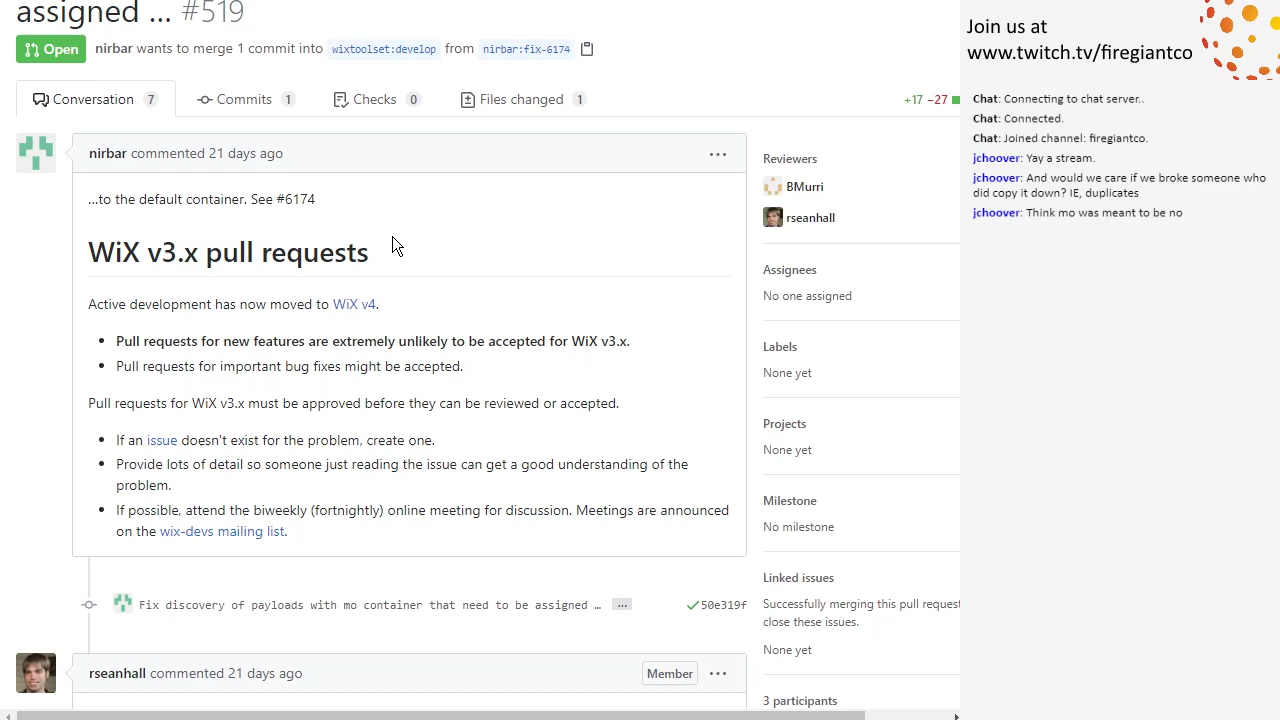 assigned ... #519
Open nirbar wants to merge 1 commit into wixtoolset:develop from nirbar:fix-6174
Conversation 7 Commits 1 Checks 0 Files changed 1 +17 −27
nirbar commented 21 days ago ...
...to the default container. See #6174
WiX v3.x pull requests
Active development has now moved to WiX v4.
• Pull requests for new features are extremely unlikely to be accepted for WiX v3.x.
• Pull requests for important bug fixes might be accepted.
Pull requests for WiX v3.x must be approved before they can be reviewed or accepted.
• If an issue doesn't exist for the problem, create one.
• Provide lots of detail so someone just reading the issue can get a good understanding of the
problem.
• If possible, attend the biweekly (fortnightly) online meeting for discussion. Meetings are announced
on the wix-devs mailing list.
Fix discovery of payloads with mo container that need to be assigned … ... 50e319f
rseanhall commented 21 days ago Member ...
Reviewers
BMurri
rseanhall
Assignees
No one assigned
Labels
None yet
Projects
None yet
Milestone
No milestone
Linked issues
Successfully merging this pull request
close these issues.
None yet
3 participants
Join us at
www.twitch.tv/firegiantco
Chat: Connecting to chat server..
Chat: Connected.
Chat: Joined channel: firegiantco.
jchoover: Yay a stream.
jchoover: And would we care if we broke someone who
did copy it down? IE, duplicates
jchoover: Think mo was meant to be no